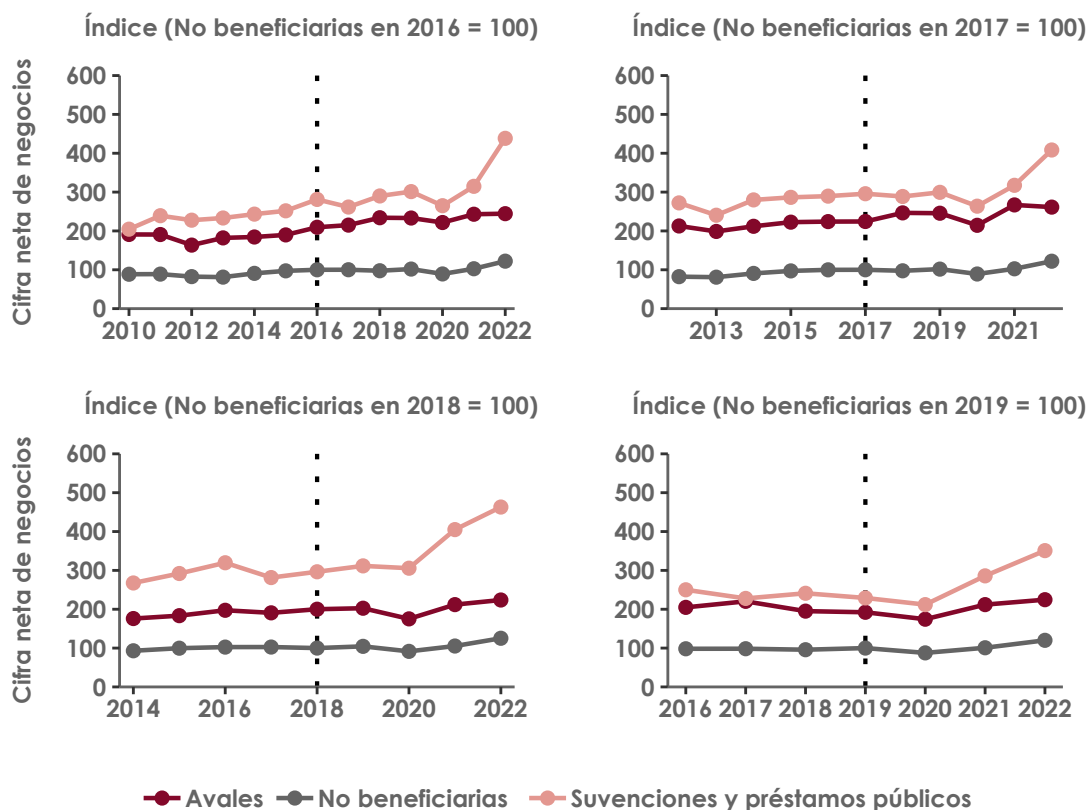 Índice (No beneficiarias en 2016 = 100)
Cifra neta de negocios
600
500
400
300
200
100
0
2010 2012 2014 2016 2018 2020 2022
Índice (No beneficiarias en 2017 = 100)
600
500
400
300
200
100
0
2013 2015 2017 2019 2021
Índice (No beneficiarias en 2018 = 100)
Cifra neta de negocios
600
500
400
300
200
100
0
2014 2016 2018 2020 2022
Índice (No beneficiarias en 2019 = 100)
600
500
400
300
200
100
0
2016 2017 2018 2019 2020 2021 2022
Avales No beneficiarias Suvenciones y préstamos públicos